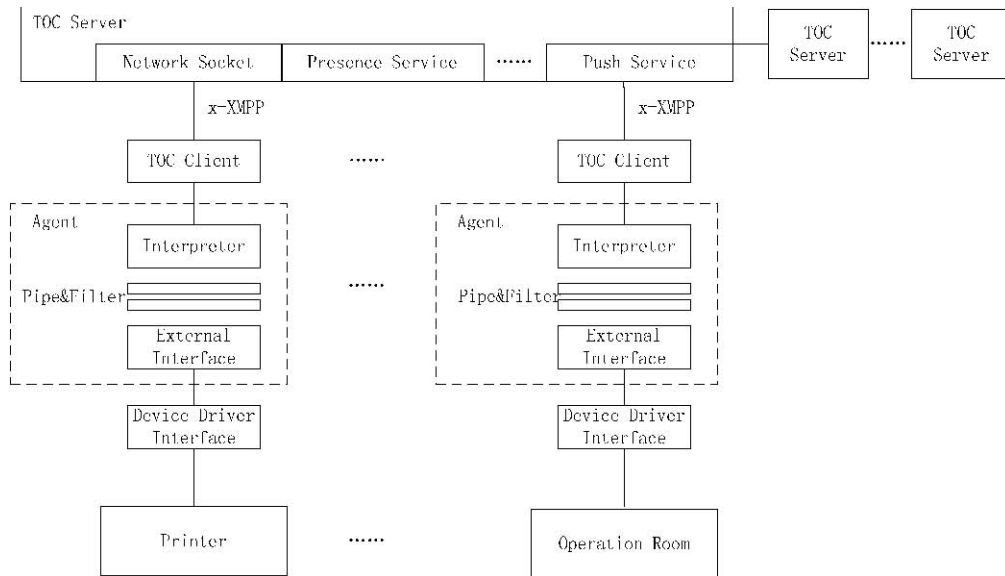 TOC Server
TOC
Server
……
TOC
Server
Network Socket
Presence Service
……
Push Service
x-XMPP
x-XMPP
TOC Client
……
TOC Client
Agent
Agent
Interpreter
Interpreter
Pipe&Filter
……
Pipe&Filter
External
Interface
External
Interface
Device Driver
Interface
Device Driver
Interface
Printer
……
Operation Room